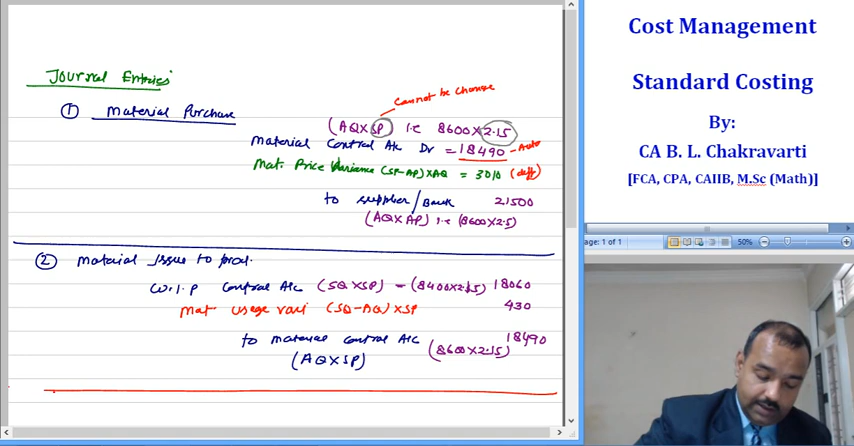 Journal Entries
① Material Purchase
Cannot be change
(AQ×SP) i.e 8600×2.15
Material Control A/c Dr = 18490 - Auto
Mat. Price Variance (SP-AP)×AQ = 3010 (diff)
to supplier/Bank 21500
(AQ×AP) i.e (8600×2.5)
② Material Issue to prod.
W.I.P Control A/c (SQ×SP) = (8400×2.15) 18060
Mat. usage vari (SQ-AQ)×SP 430
to Material Control A/c (8600×2.15) 18490
(AQ×SP)
Cost Management
Standard Costing
By:
CA B. L. Chakravarti
[FCA, CPA, CAIIB, M.Sc (Math)]
age: 1 of 1
50%